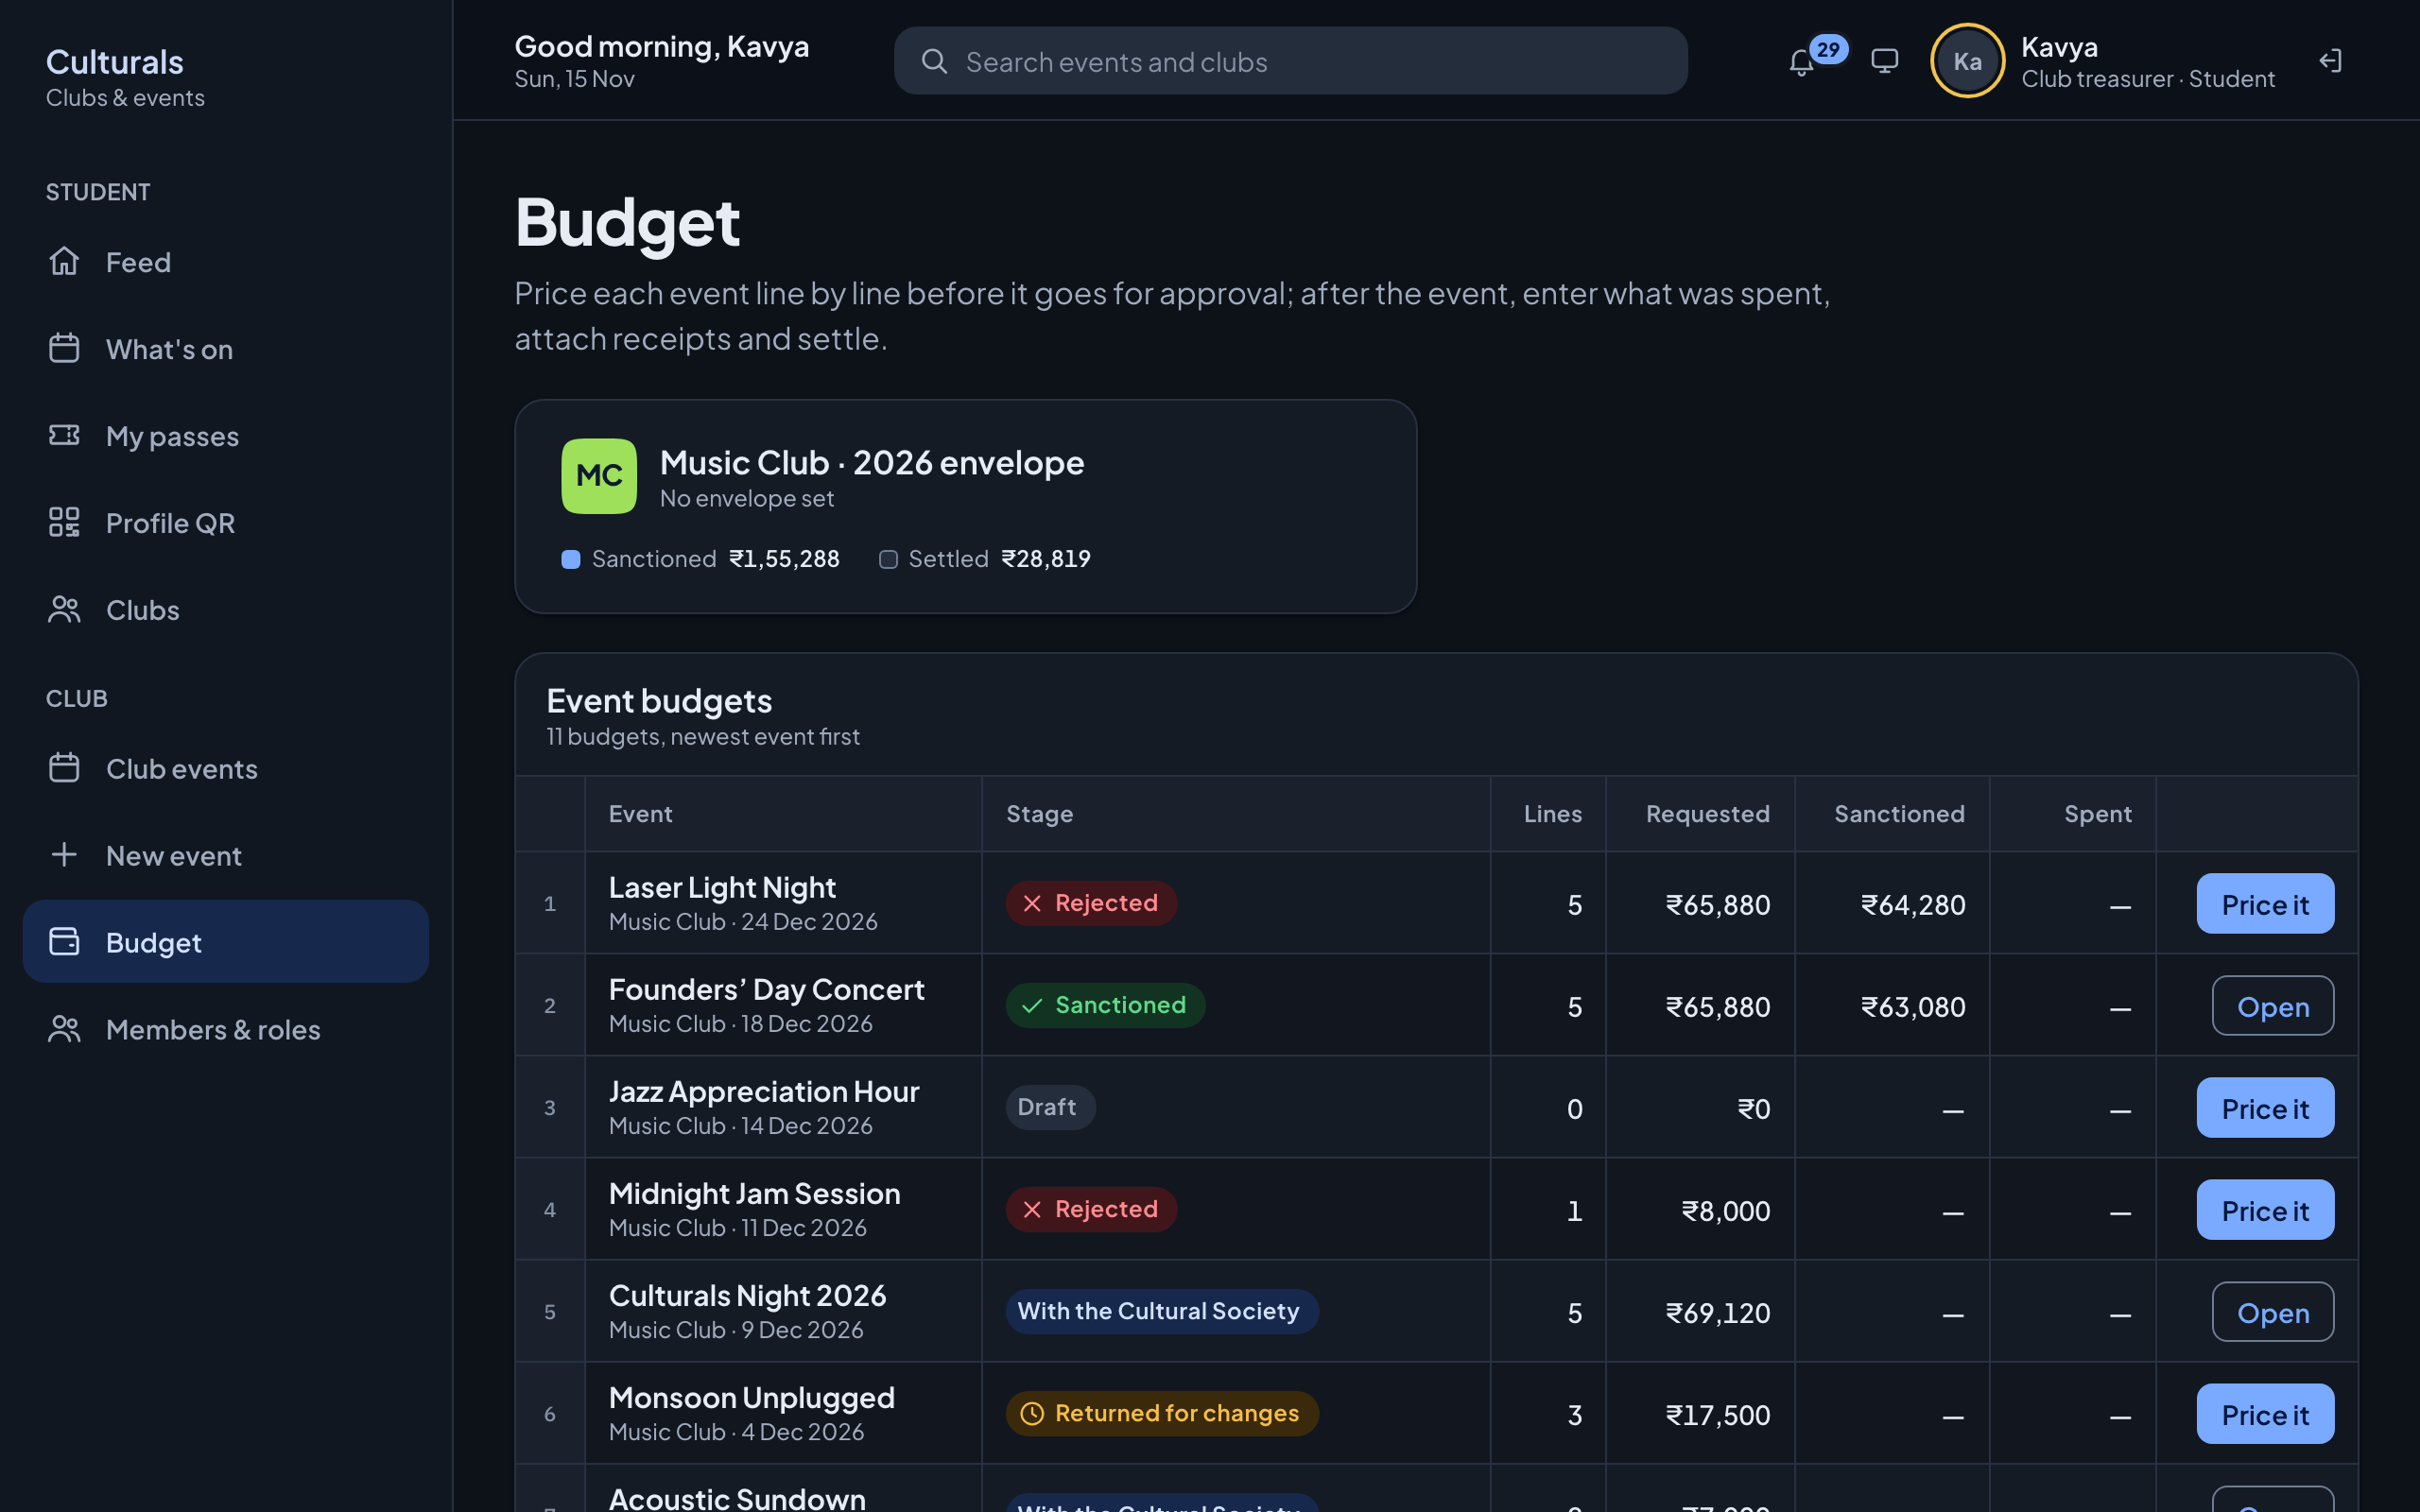 Culturals
Clubs & events
STUDENT
Feed
What's on
My passes
Profile QR
Clubs
CLUB
Club events
New event
Budget
Members & roles
Good morning, Kavya
Sun, 15 Nov
Search events and clubs
29
Ka
Kavya
Club treasurer · Student
Budget
Price each event line by line before it goes for approval; after the event, enter what was spent,
attach receipts and settle.
MC
Music Club · 2026 envelope
No envelope set
Sanctioned ₹1,55,288 Settled ₹28,819
Event budgets
11 budgets, newest event first
Event Stage Lines Requested Sanctioned Spent
1 Laser Light Night Rejected 5 ₹65,880 ₹64,280 — Price it
Music Club · 24 Dec 2026
2 Founders’ Day Concert Sanctioned 5 ₹65,880 ₹63,080 — Open
Music Club · 18 Dec 2026
3 Jazz Appreciation Hour Draft 0 ₹0 — — Price it
Music Club · 14 Dec 2026
4 Midnight Jam Session Rejected 1 ₹8,000 — — Price it
Music Club · 11 Dec 2026
5 Culturals Night 2026 With the Cultural Society 5 ₹69,120 — — Open
Music Club · 9 Dec 2026
6 Monsoon Unplugged Returned for changes 3 ₹17,500 — — Price it
Music Club · 4 Dec 2026
Acoustic Sundown With the Cultural Society